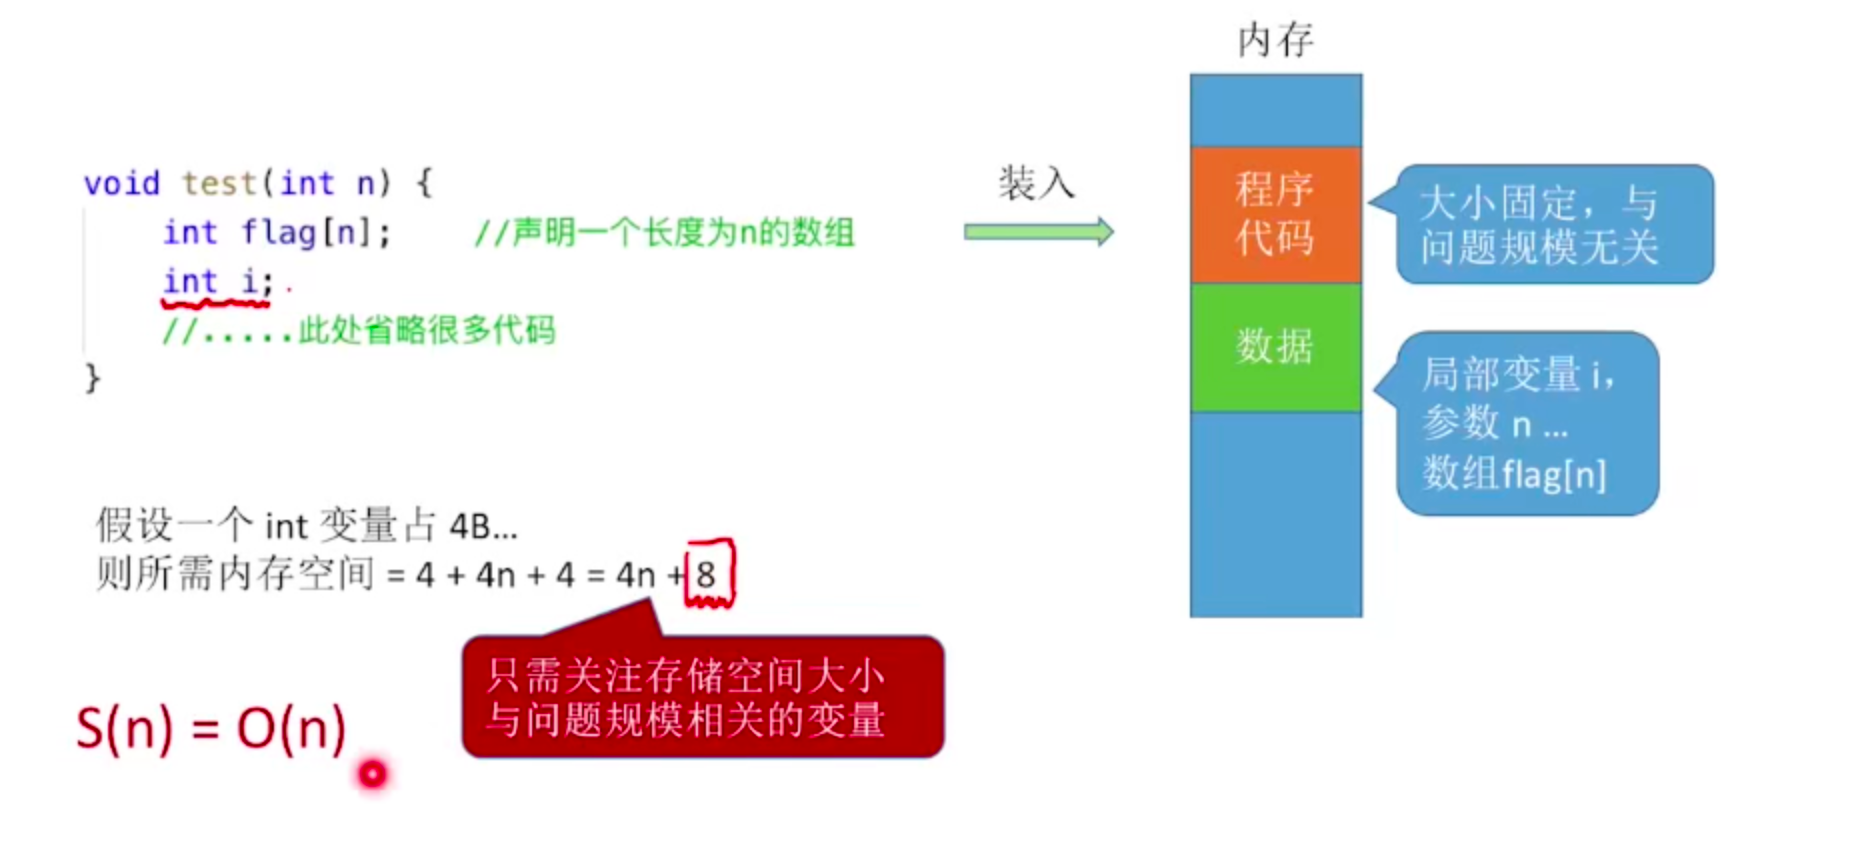 内存
void test(int n) {
int flag[n]; //声明一个长度为n的数组
int i;
//.....此处省略很多代码
}
装入
程序
代码
大小固定，与
问题规模无关
数据
局部变量 i，
参数 n ...
数组flag[n]
假设一个 int 变量占 4B...
则所需内存空间 = 4 + 4n + 4 = 4n + 8
只需关注存储空间大小
与问题规模相关的变量
S(n) = O(n)